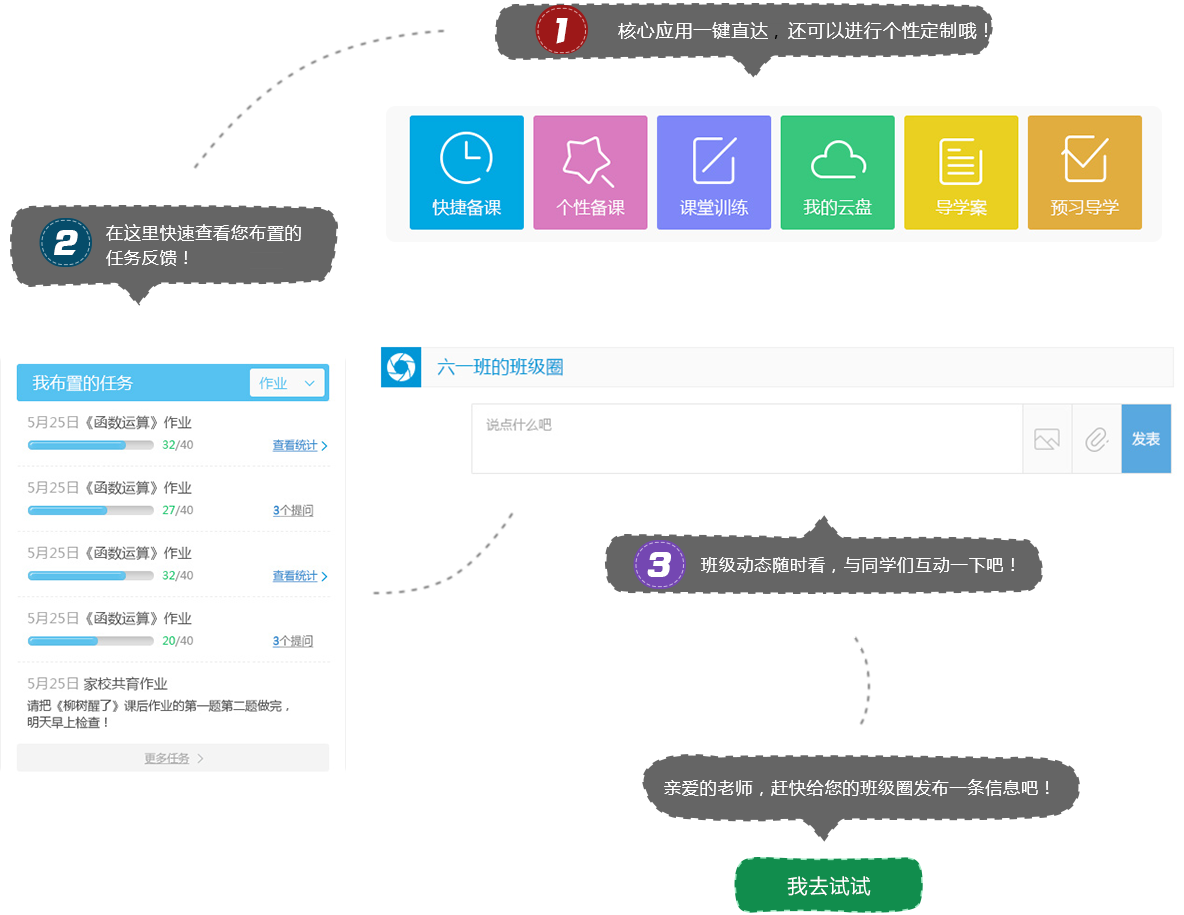 1 核心应用一键直达，还可以进行个性定制哦！
快捷备课
个性备课
课堂训练
我的云盘
导学案
预习导学
2 在这里快速查看您布置的
任务反馈！
我布置的任务 作业
5月25日《函数运算》作业
32/40 查看统计
5月25日《函数运算》作业
27/40 3个提问
5月25日《函数运算》作业
32/40 查看统计
5月25日《函数运算》作业
20/40 3个提问
5月25日 家校共育作业
请把《柳树醒了》课后作业的第一题第二题做完，
明天早上检查！
更多任务
六一班的班级圈
说点什么吧 发表
3 班级动态随时看，与同学们互动一下吧！
亲爱的老师，赶快给您的班级圈发布一条信息吧！
我去试试